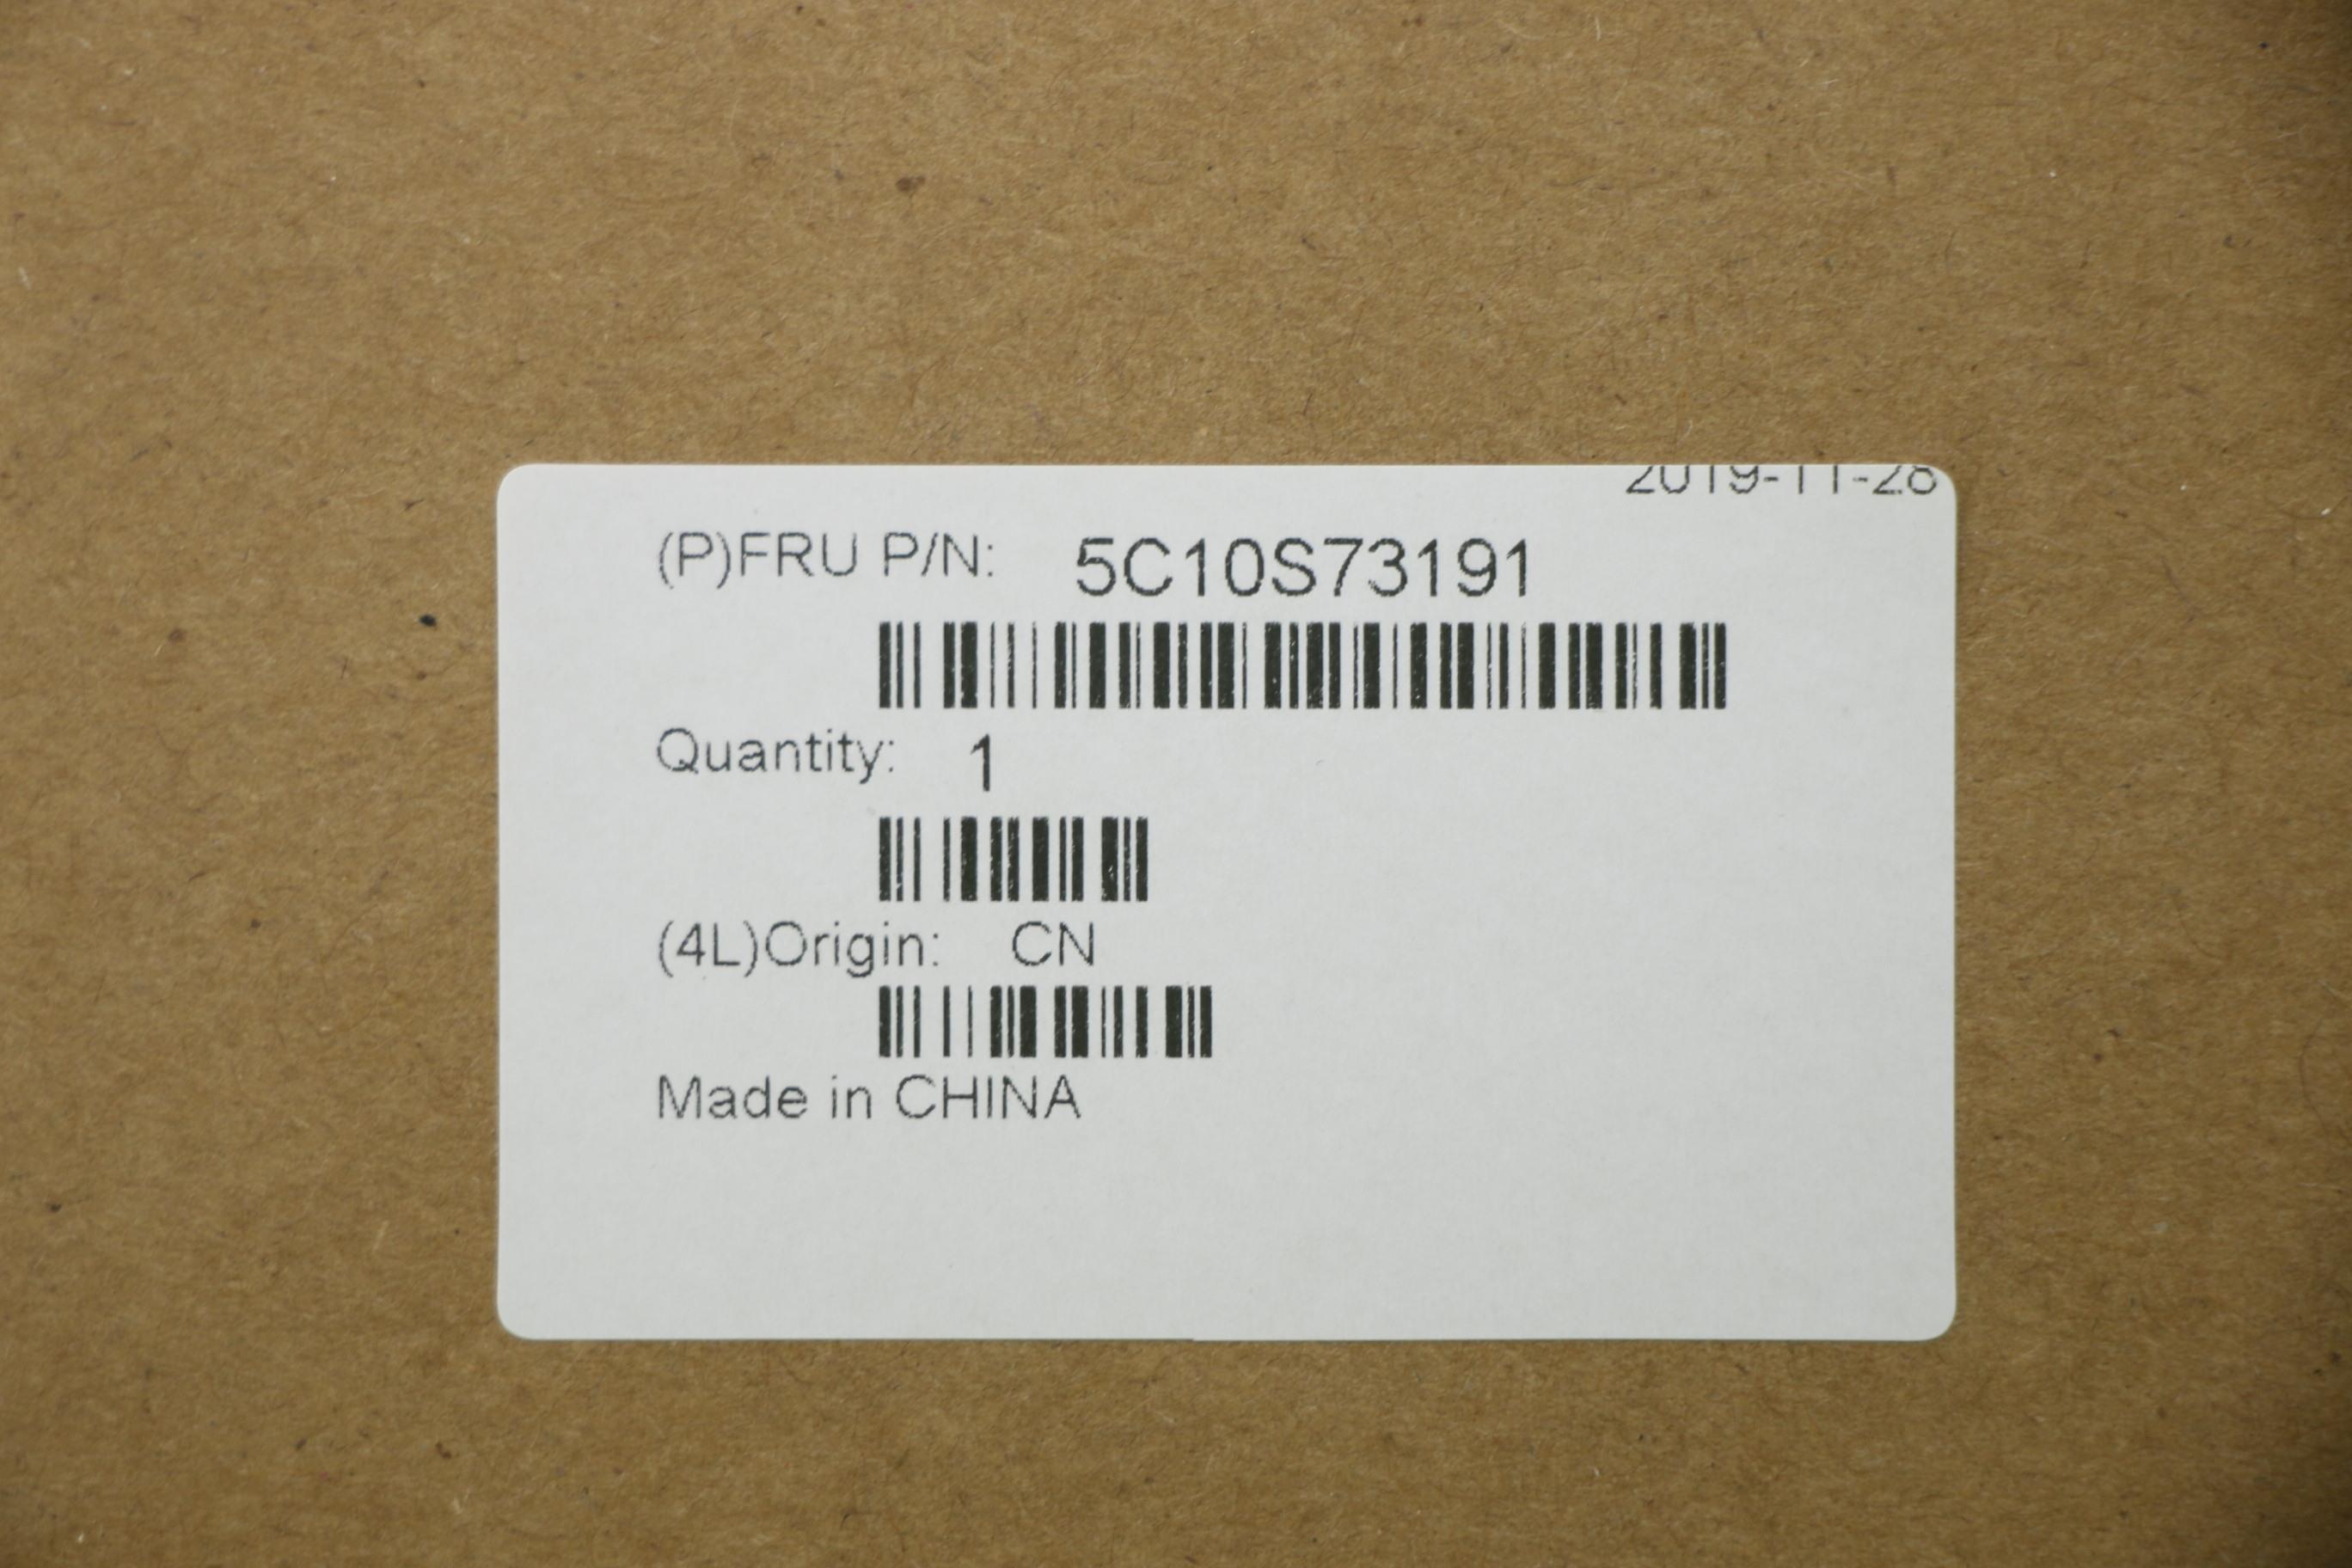 2019-11-28
(P)FRU P/N: 5C10S73191
Quantity: 1
(4L)Origin: CN
Made in CHINA